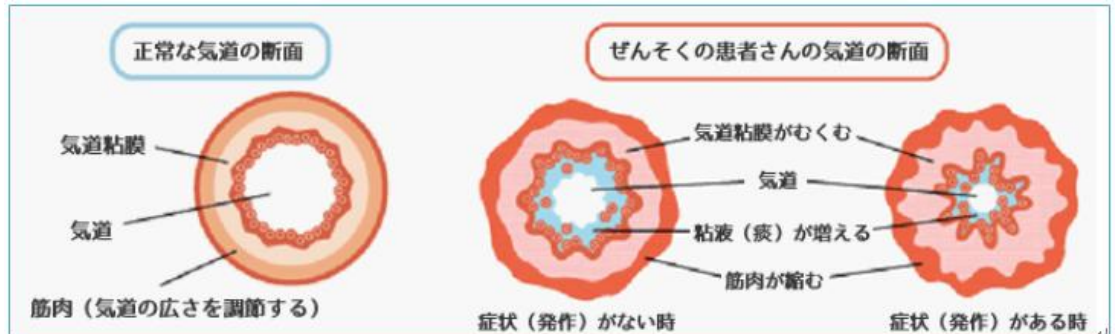 正常な気道の断面
気道粘膜
気道
筋肉（気道の広さを調節する）
ぜんそくの患者さんの気道の断面
気道粘膜がむくむ
気道
粘液（痰）が増える
筋肉が縮む
症状（発作）がない時
症状（発作）がある時